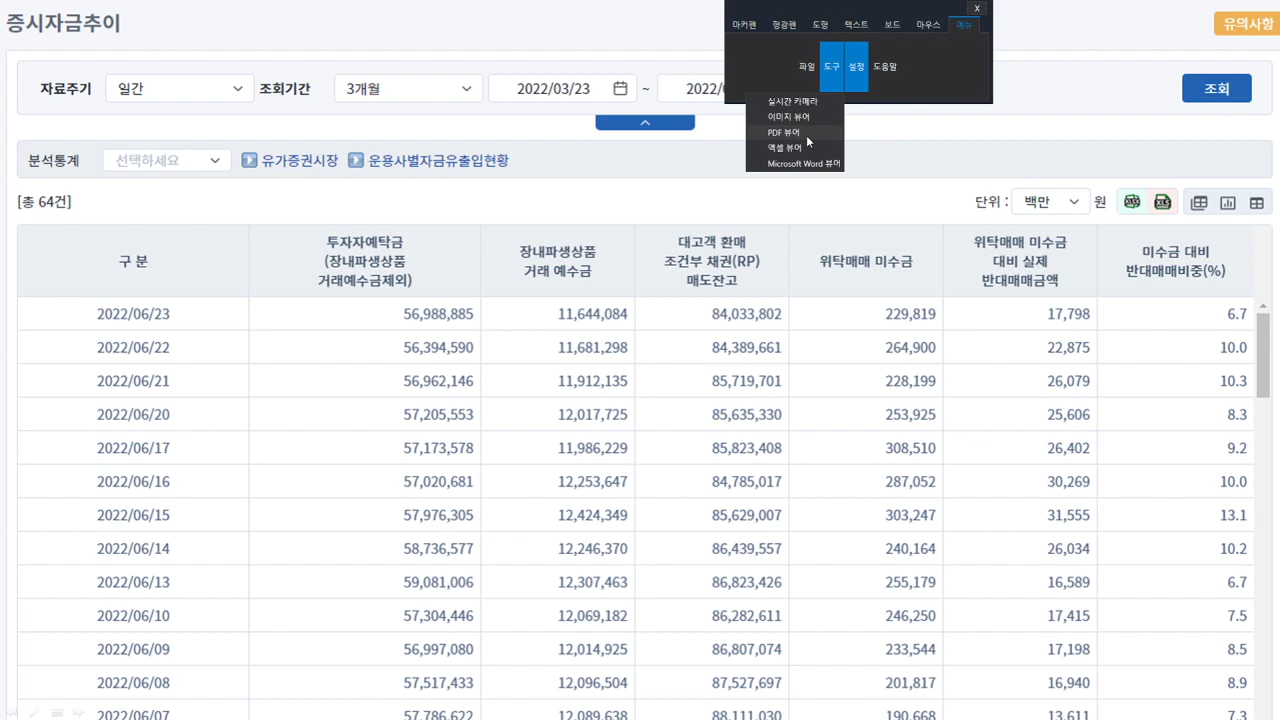 증시자금추이
유의사항
X
마커펜 형광펜 도형 텍스트 보드 마우스 메뉴
파일 도구 설정 도움말
실시간 카메라
이미지 뷰어
PDF 뷰어
엑셀 뷰어
Microsoft Word 뷰어
자료주기 일간 조회기간 3개월 2022/03/23 ~ 2022/ 조회
분석통계 선택하세요 유가증권시장 운용사별자금유출입현황
[총 64건] 단위 : 백만 원
구 분
투자자예탁금
(장내파생상품
거래예수금제외)
장내파생상품
거래 예수금
대고객 환매
조건부 채권(RP)
매도잔고
위탁매매 미수금
위탁매매 미수금
대비 실제
반대매매금액
미수금 대비
반대매매비중(%)
2022/06/23 56,988,885 11,644,084 84,033,802 229,819 17,798 6.7
2022/06/22 56,394,590 11,681,298 84,389,661 264,900 22,875 10.0
2022/06/21 56,962,146 11,912,135 85,719,701 228,199 26,079 10.3
2022/06/20 57,205,553 12,017,725 85,635,330 253,925 25,606 8.3
2022/06/17 57,173,578 11,986,229 85,823,408 308,510 26,402 9.2
2022/06/16 57,020,681 12,253,647 84,785,017 287,052 30,269 10.0
2022/06/15 57,976,305 12,424,349 85,629,007 303,247 31,555 13.1
2022/06/14 58,736,577 12,246,370 86,439,557 240,164 26,034 10.2
2022/06/13 59,081,006 12,307,463 86,823,426 255,179 16,589 6.7
2022/06/10 57,304,446 12,069,182 86,282,611 246,250 17,415 7.5
2022/06/09 56,997,080 12,014,925 86,807,074 233,544 17,198 8.5
2022/06/08 57,517,433 12,096,504 87,527,697 201,817 16,940 8.9
2022/06/07 57,786,622 12,089,638 88,111,030 190,668 13,611 7.3